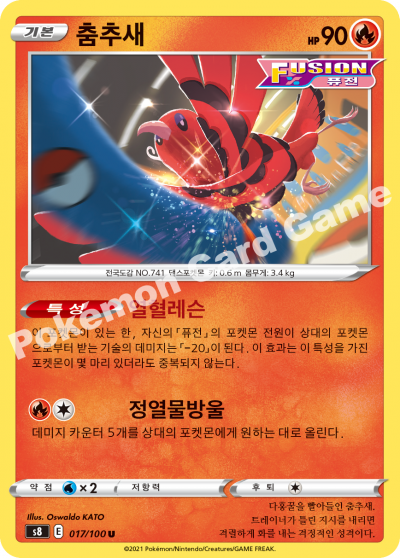 기본 춤추새 HP 90
FUSION
퓨전
전국도감 NO.741 댄스포켓몬 키: 0.6 m 몸무게: 3.4 kg
Pokémon Card Game
특성 열혈레슨
이 포켓몬이 있는 한, 자신의 「퓨전」의 포켓몬 전원이 상대의 포켓몬
으로부터 받는 기술의 데미지는 「-20」이 된다. 이 효과는 이 특성을 가진
포켓몬이 몇 마리 있더라도 중복되지 않는다.
정열물방울
데미지 카운터 5개를 상대의 포켓몬에게 원하는 대로 올린다.
약점 ×2 저항력 후퇴
Illus. Oswaldo KATO
s8 E 017/100 U
다홍꿀을 빨아들인 춤추새.
트레이너가 틀린 지시를 내리면
격렬하게 화를 내는 정열적인 성격이다.
©2021 Pokémon/Nintendo/Creatures/GAME FREAK.